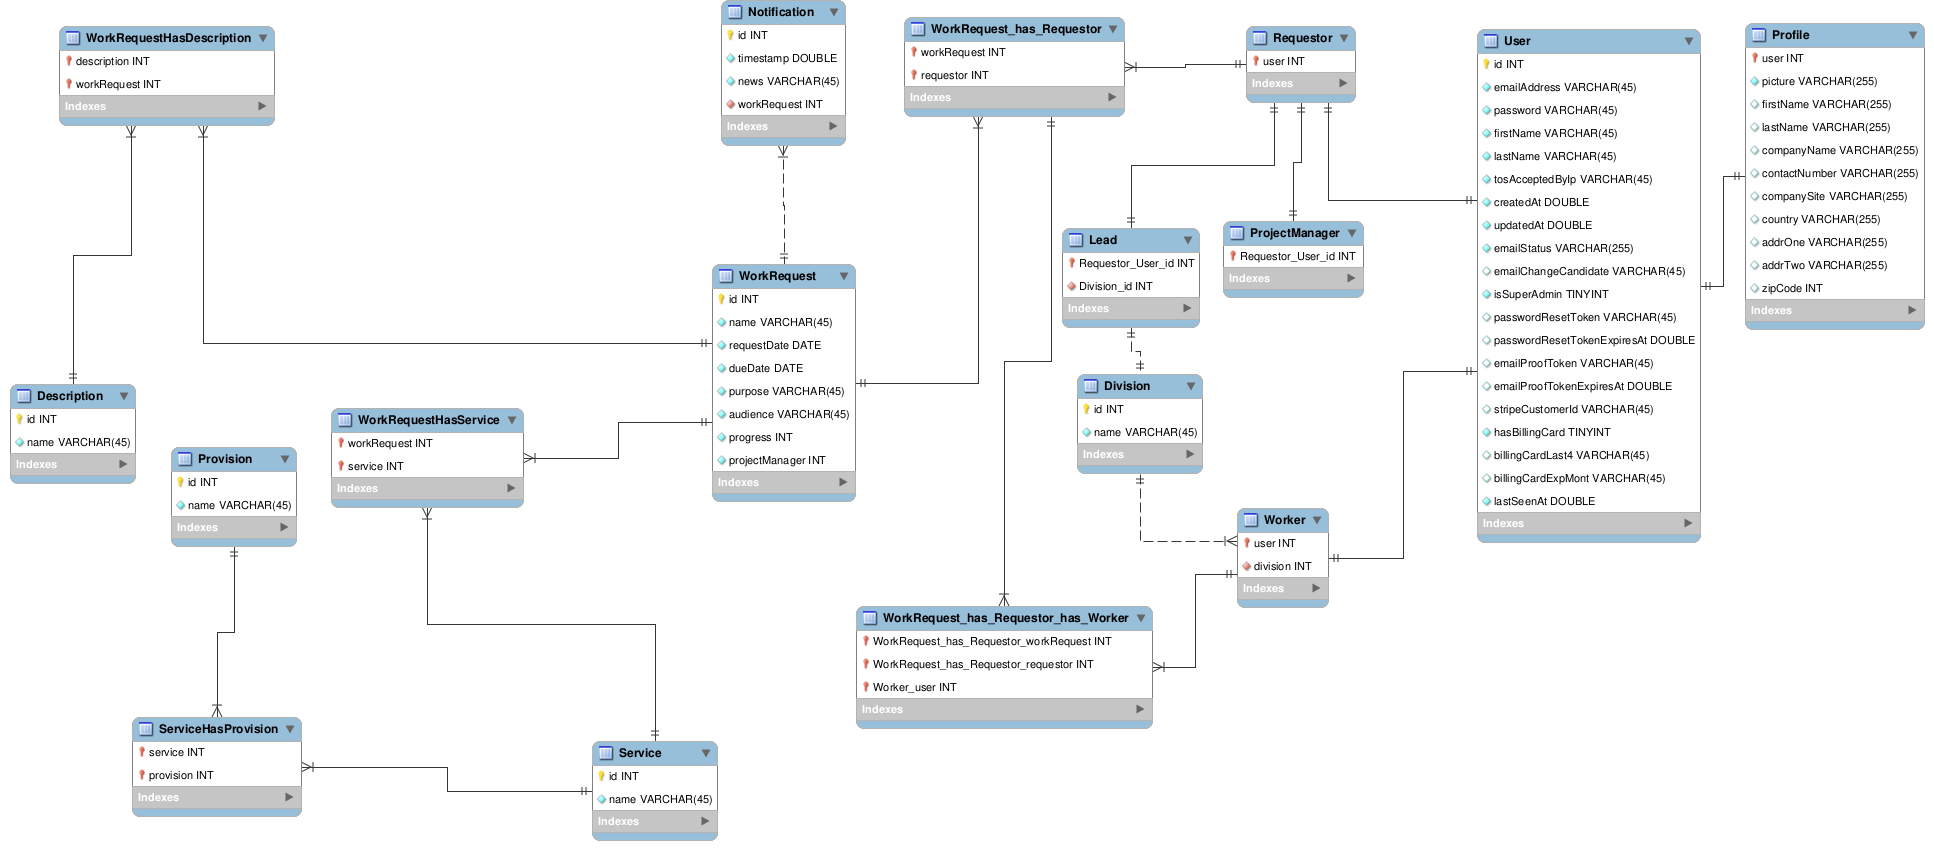 WorkRequestHasDescription
description INT
workRequest INT
Indexes
Notification
id INT
timestamp DOUBLE
news VARCHAR(45)
workRequest INT
Indexes
WorkRequest_has_Requestor
workRequest INT
requestor INT
Indexes
Requestor
user INT
Indexes
User
id INT
emailAddress VARCHAR(45)
password VARCHAR(45)
firstName VARCHAR(45)
lastName VARCHAR(45)
tosAcceptedByIp VARCHAR(45)
createdAt DOUBLE
updatedAt DOUBLE
emailStatus VARCHAR(255)
emailChangeCandidate VARCHAR(45)
isSuperAdmin TINYINT
passwordResetToken VARCHAR(45)
passwordResetTokenExpiresAt DOUBLE
emailProofToken VARCHAR(45)
emailProofTokenExpiresAt DOUBLE
stripeCustomerId VARCHAR(45)
hasBillingCard TINYINT
billingCardLast4 VARCHAR(45)
billingCardExpMont VARCHAR(45)
lastSeenAt DOUBLE
Indexes
Profile
user INT
picture VARCHAR(255)
firstName VARCHAR(255)
lastName VARCHAR(255)
companyName VARCHAR(255)
contactNumber VARCHAR(255)
companySite VARCHAR(255)
country VARCHAR(255)
addrOne VARCHAR(255)
addrTwo VARCHAR(255)
zipCode INT
Indexes
Lead
Requestor_User_id INT
Division_id INT
Indexes
ProjectManager
Requestor_User_id INT
Indexes
WorkRequest
id INT
name VARCHAR(45)
requestDate DATE
dueDate DATE
purpose VARCHAR(45)
audience VARCHAR(45)
progress INT
projectManager INT
Indexes
Division
id INT
name VARCHAR(45)
Indexes
Description
id INT
name VARCHAR(45)
Indexes
WorkRequestHasService
workRequest INT
service INT
Indexes
Provision
id INT
name VARCHAR(45)
Indexes
Worker
user INT
division INT
Indexes
WorkRequest_has_Requestor_has_Worker
WorkRequest_has_Requestor_workRequest INT
WorkRequest_has_Requestor_requestor INT
Worker_user INT
Indexes
ServiceHasProvision
service INT
provision INT
Indexes
Service
id INT
name VARCHAR(45)
Indexes